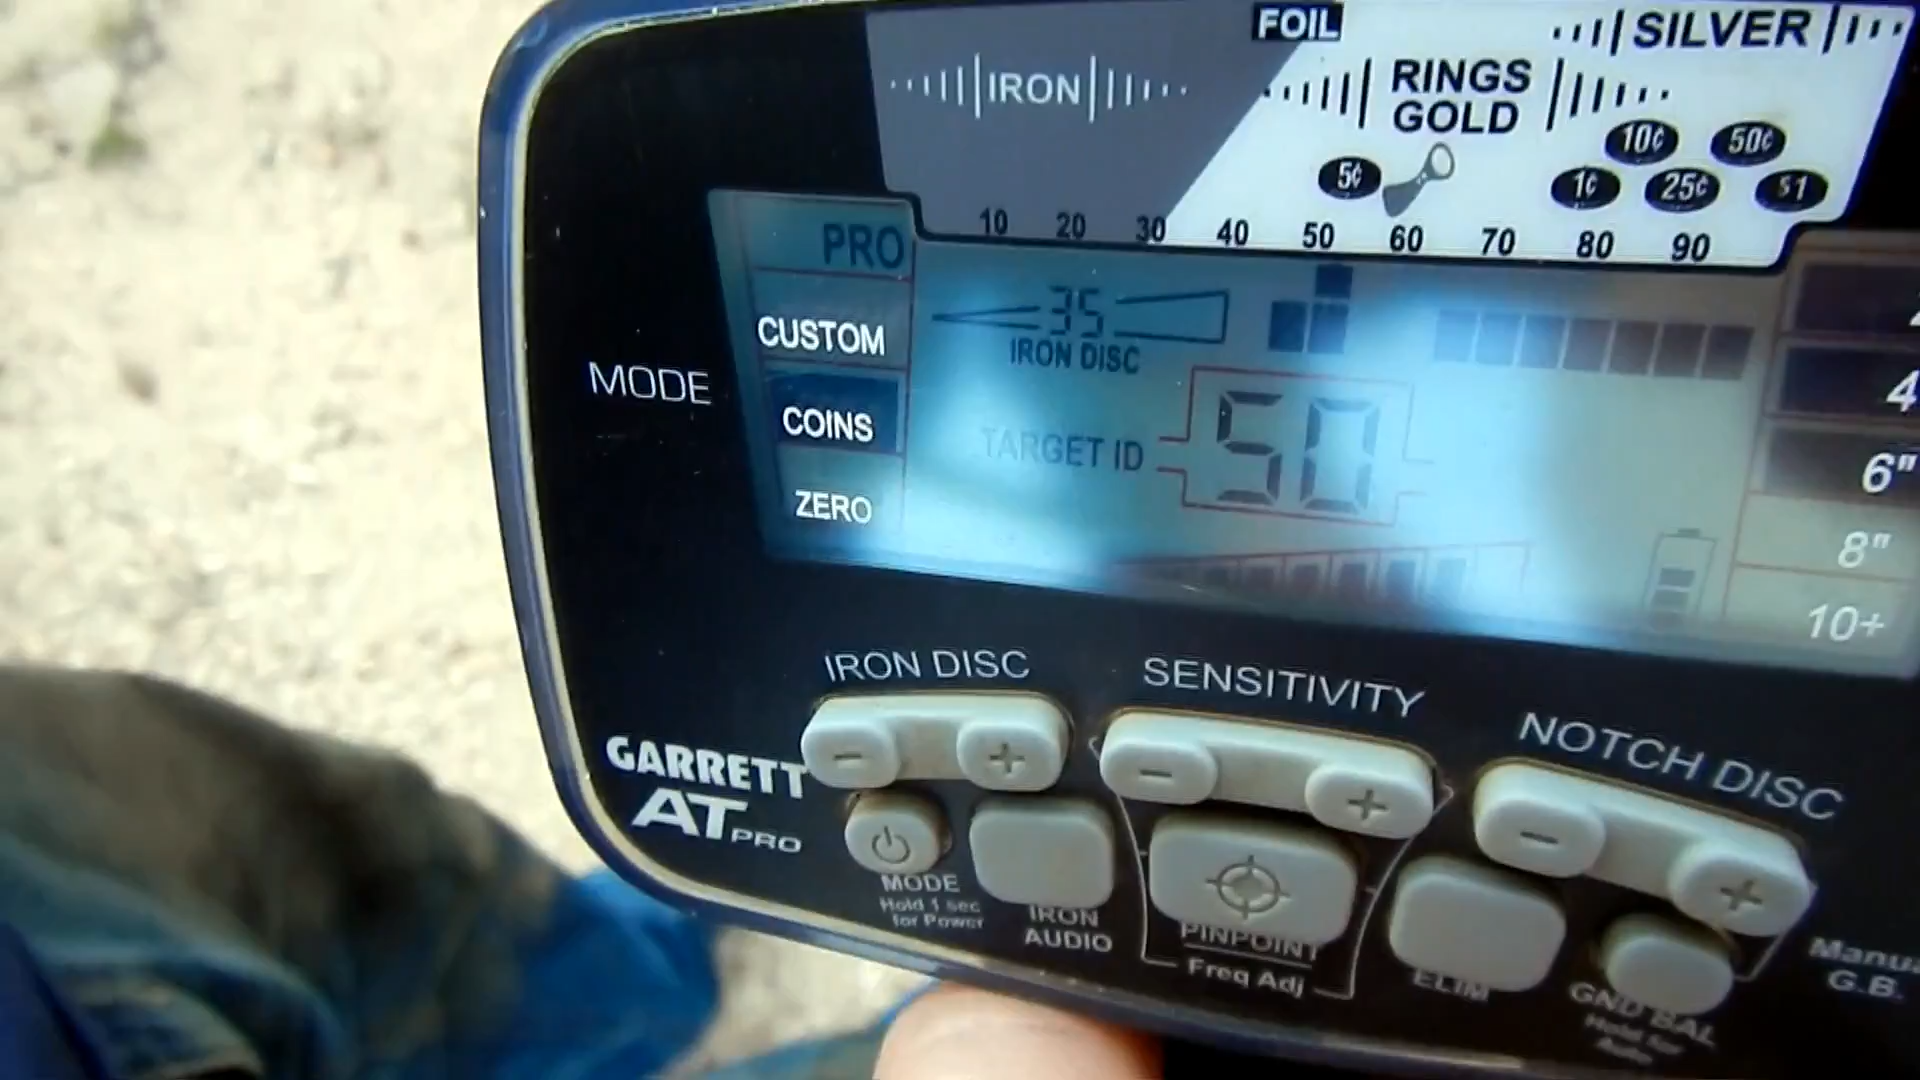 FOIL
SILVER
IRON
RINGS
GOLD
10¢ 50¢
5¢ 1¢ 25¢ $1
10 20 30 40 50 60 70 80 90
PRO
35
IRON DISC
CUSTOM
MODE
COINS
TARGET ID 50
ZERO
4
6"
8"
10+
IRON DISC
SENSITIVITY
NOTCH DISC
- + - + - +
GARRETT
AT PRO
MODE
Hold 1 sec
for Power
IRON
AUDIO
PINPOINT
Freq Adj
ELIM
GND BAL
Hold for
G.B.